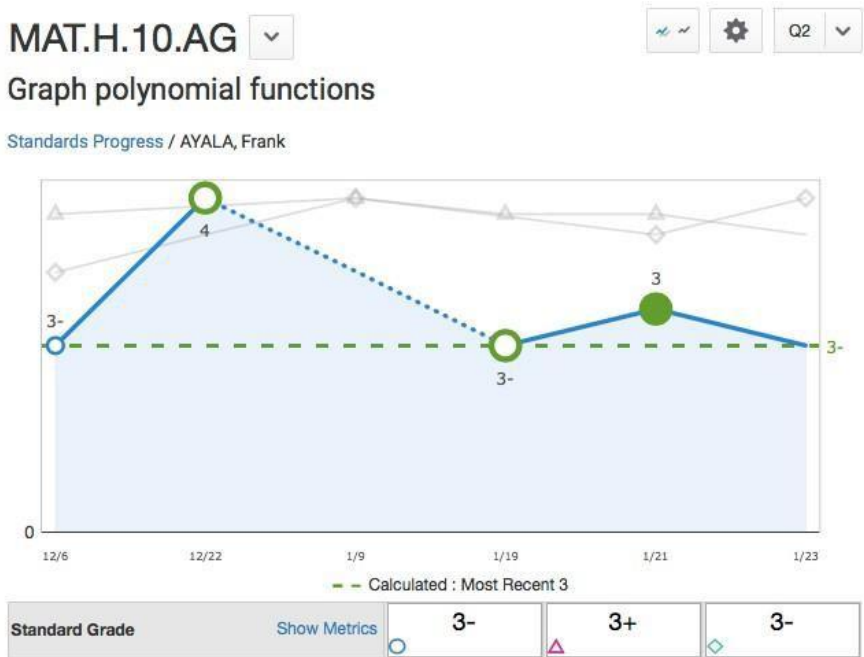 MAT.H.10.AG
Q2
Graph polynomial functions
Standards Progress / AYALA, Frank
4
3
3-
3-
3-
0
12/6 12/22 1/9 1/19 1/21 1/23
Calculated : Most Recent 3
Standard Grade Show Metrics 3- 3+ 3-